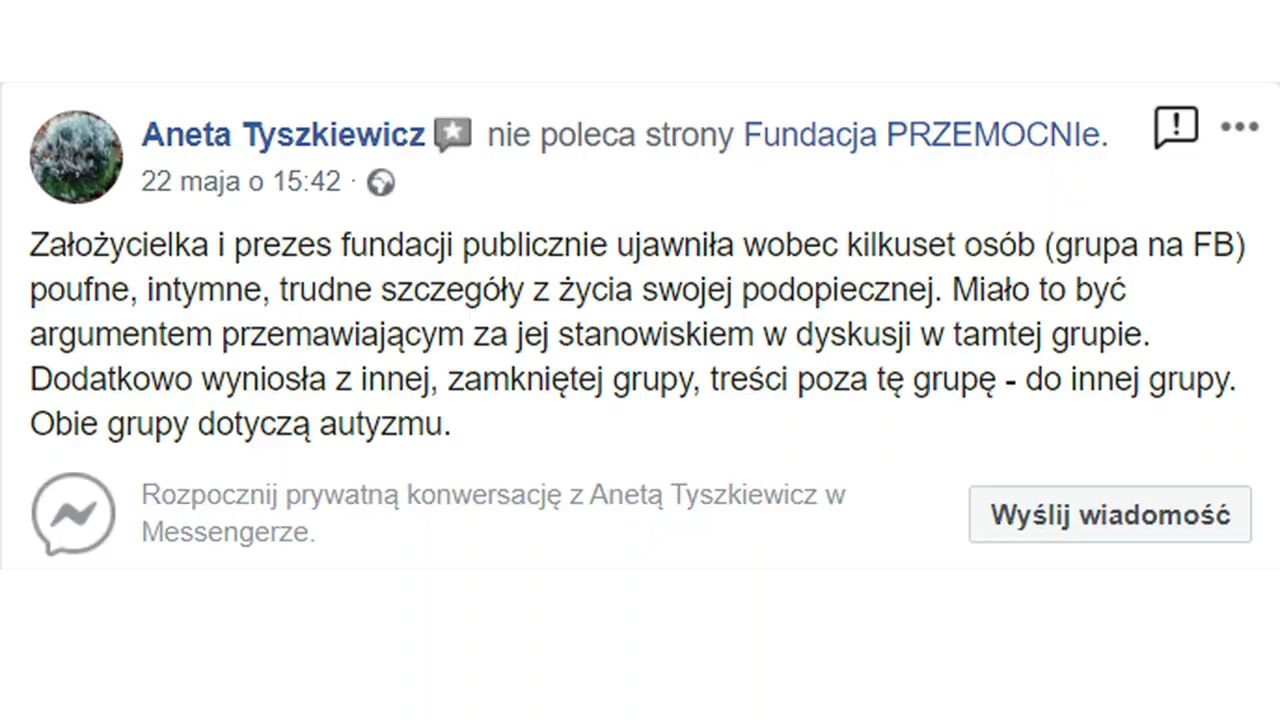 Aneta Tyszkiewicz nie poleca strony Fundacja PRZEMOCNIe.
22 maja o 15:42 ·
Założycielka i prezes fundacji publicznie ujawniła wobec kilkuset osób (grupa na FB)
poufne, intymne, trudne szczegóły z życia swojej podopiecznej. Miało to być
argumentem przemawiającym za jej stanowiskiem w dyskusji w tamtej grupie.
Dodatkowo wyniosła z innej, zamkniętej grupy, treści poza tę grupę - do innej grupy.
Obie grupy dotyczą autyzmu.
Rozpocznij prywatną konwersację z Anetą Tyszkiewicz w
Messengerze.
Wyślij wiadomość